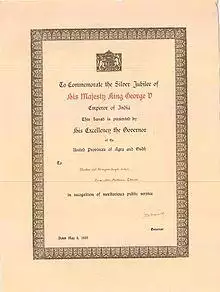 To Commemorate the Silver Jubilee of
His Majesty King George V
Emperor of India
This Sanad is presented by
His Excellency the Governor
of the
United Provinces of Agra and Oudh
To
in recognition of meritorious public service
Governor
Dated May 6, 1935